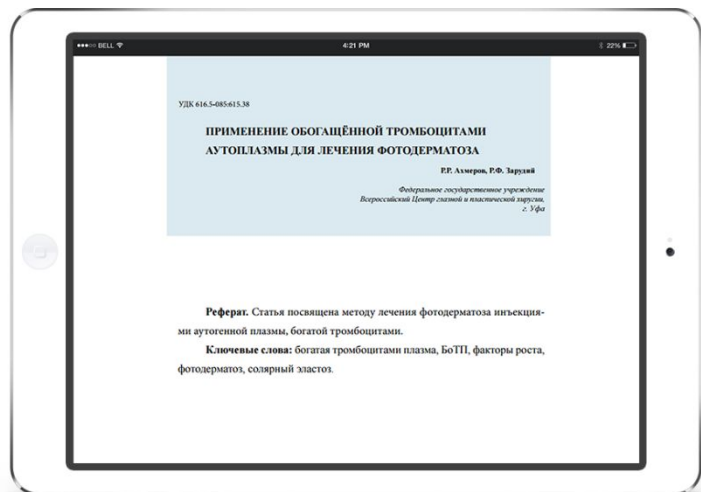 BELL
4:21 PM
22%
УДК 616.5-085:615.38
ПРИМЕНЕНИЕ ОБОГАЩЁННОЙ ТРОМБОЦИТАМИ
АУТОПЛАЗМЫ ДЛЯ ЛЕЧЕНИЯ ФОТОДЕРМАТОЗА
Р.Р. Ахмеров, Р.Ф. Зарудий
Федеральное государственное учреждение
Всероссийский Центр глазной и пластической хирургии,
г. Уфа
Реферат. Статья посвящена методу лечения фотодерматоза инъекция-
ми аутогенной плазмы, богатой тромбоцитами.
Ключевые слова: богатая тромбоцитами плазма, БоТП, факторы роста,
фотодерматоз, солярный эластоз.